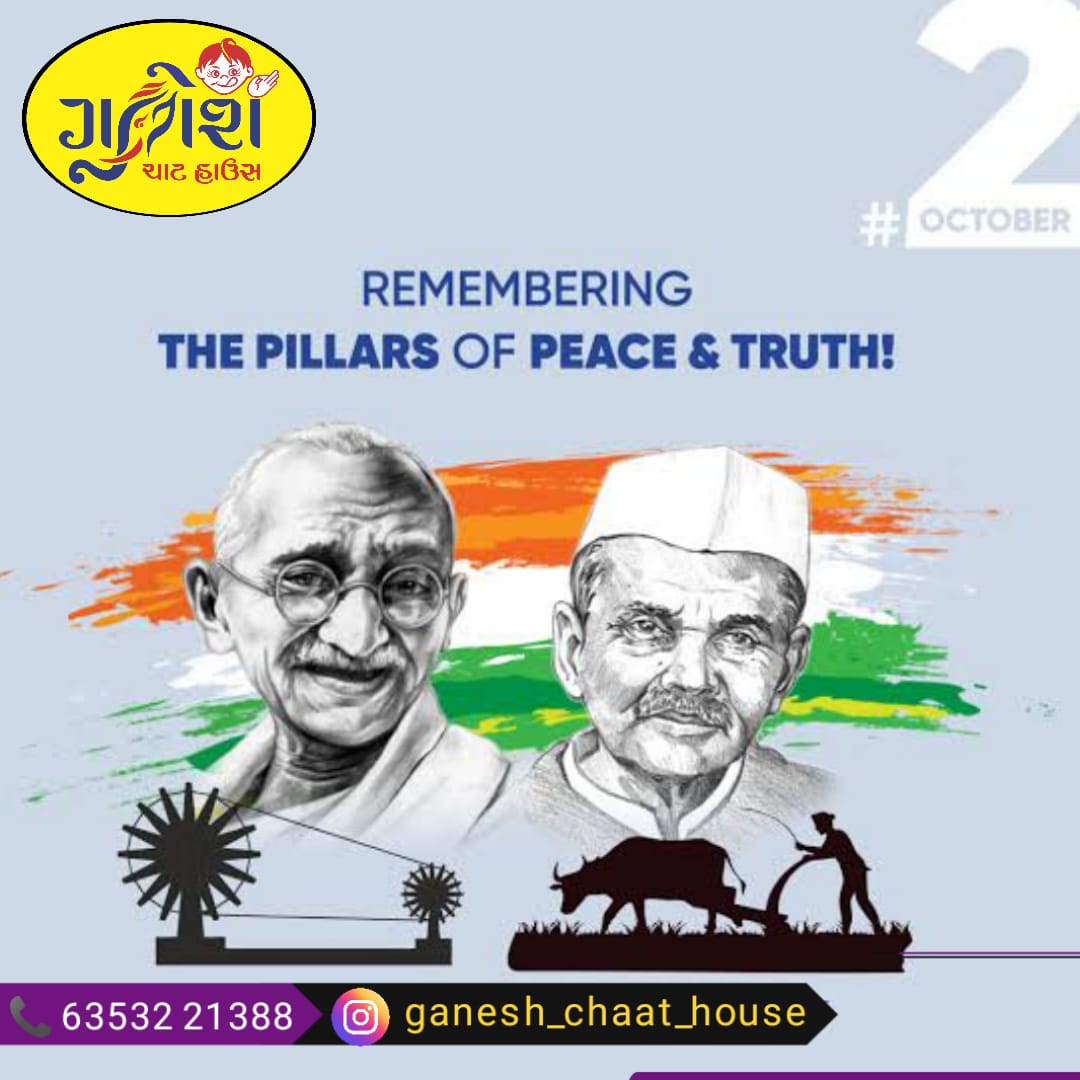 ગણેશ
ચાટ હાઉસ
2
# OCTOBER
REMEMBERING
THE PILLARS OF PEACE & TRUTH!
63532 21388
ganesh_chaat_house